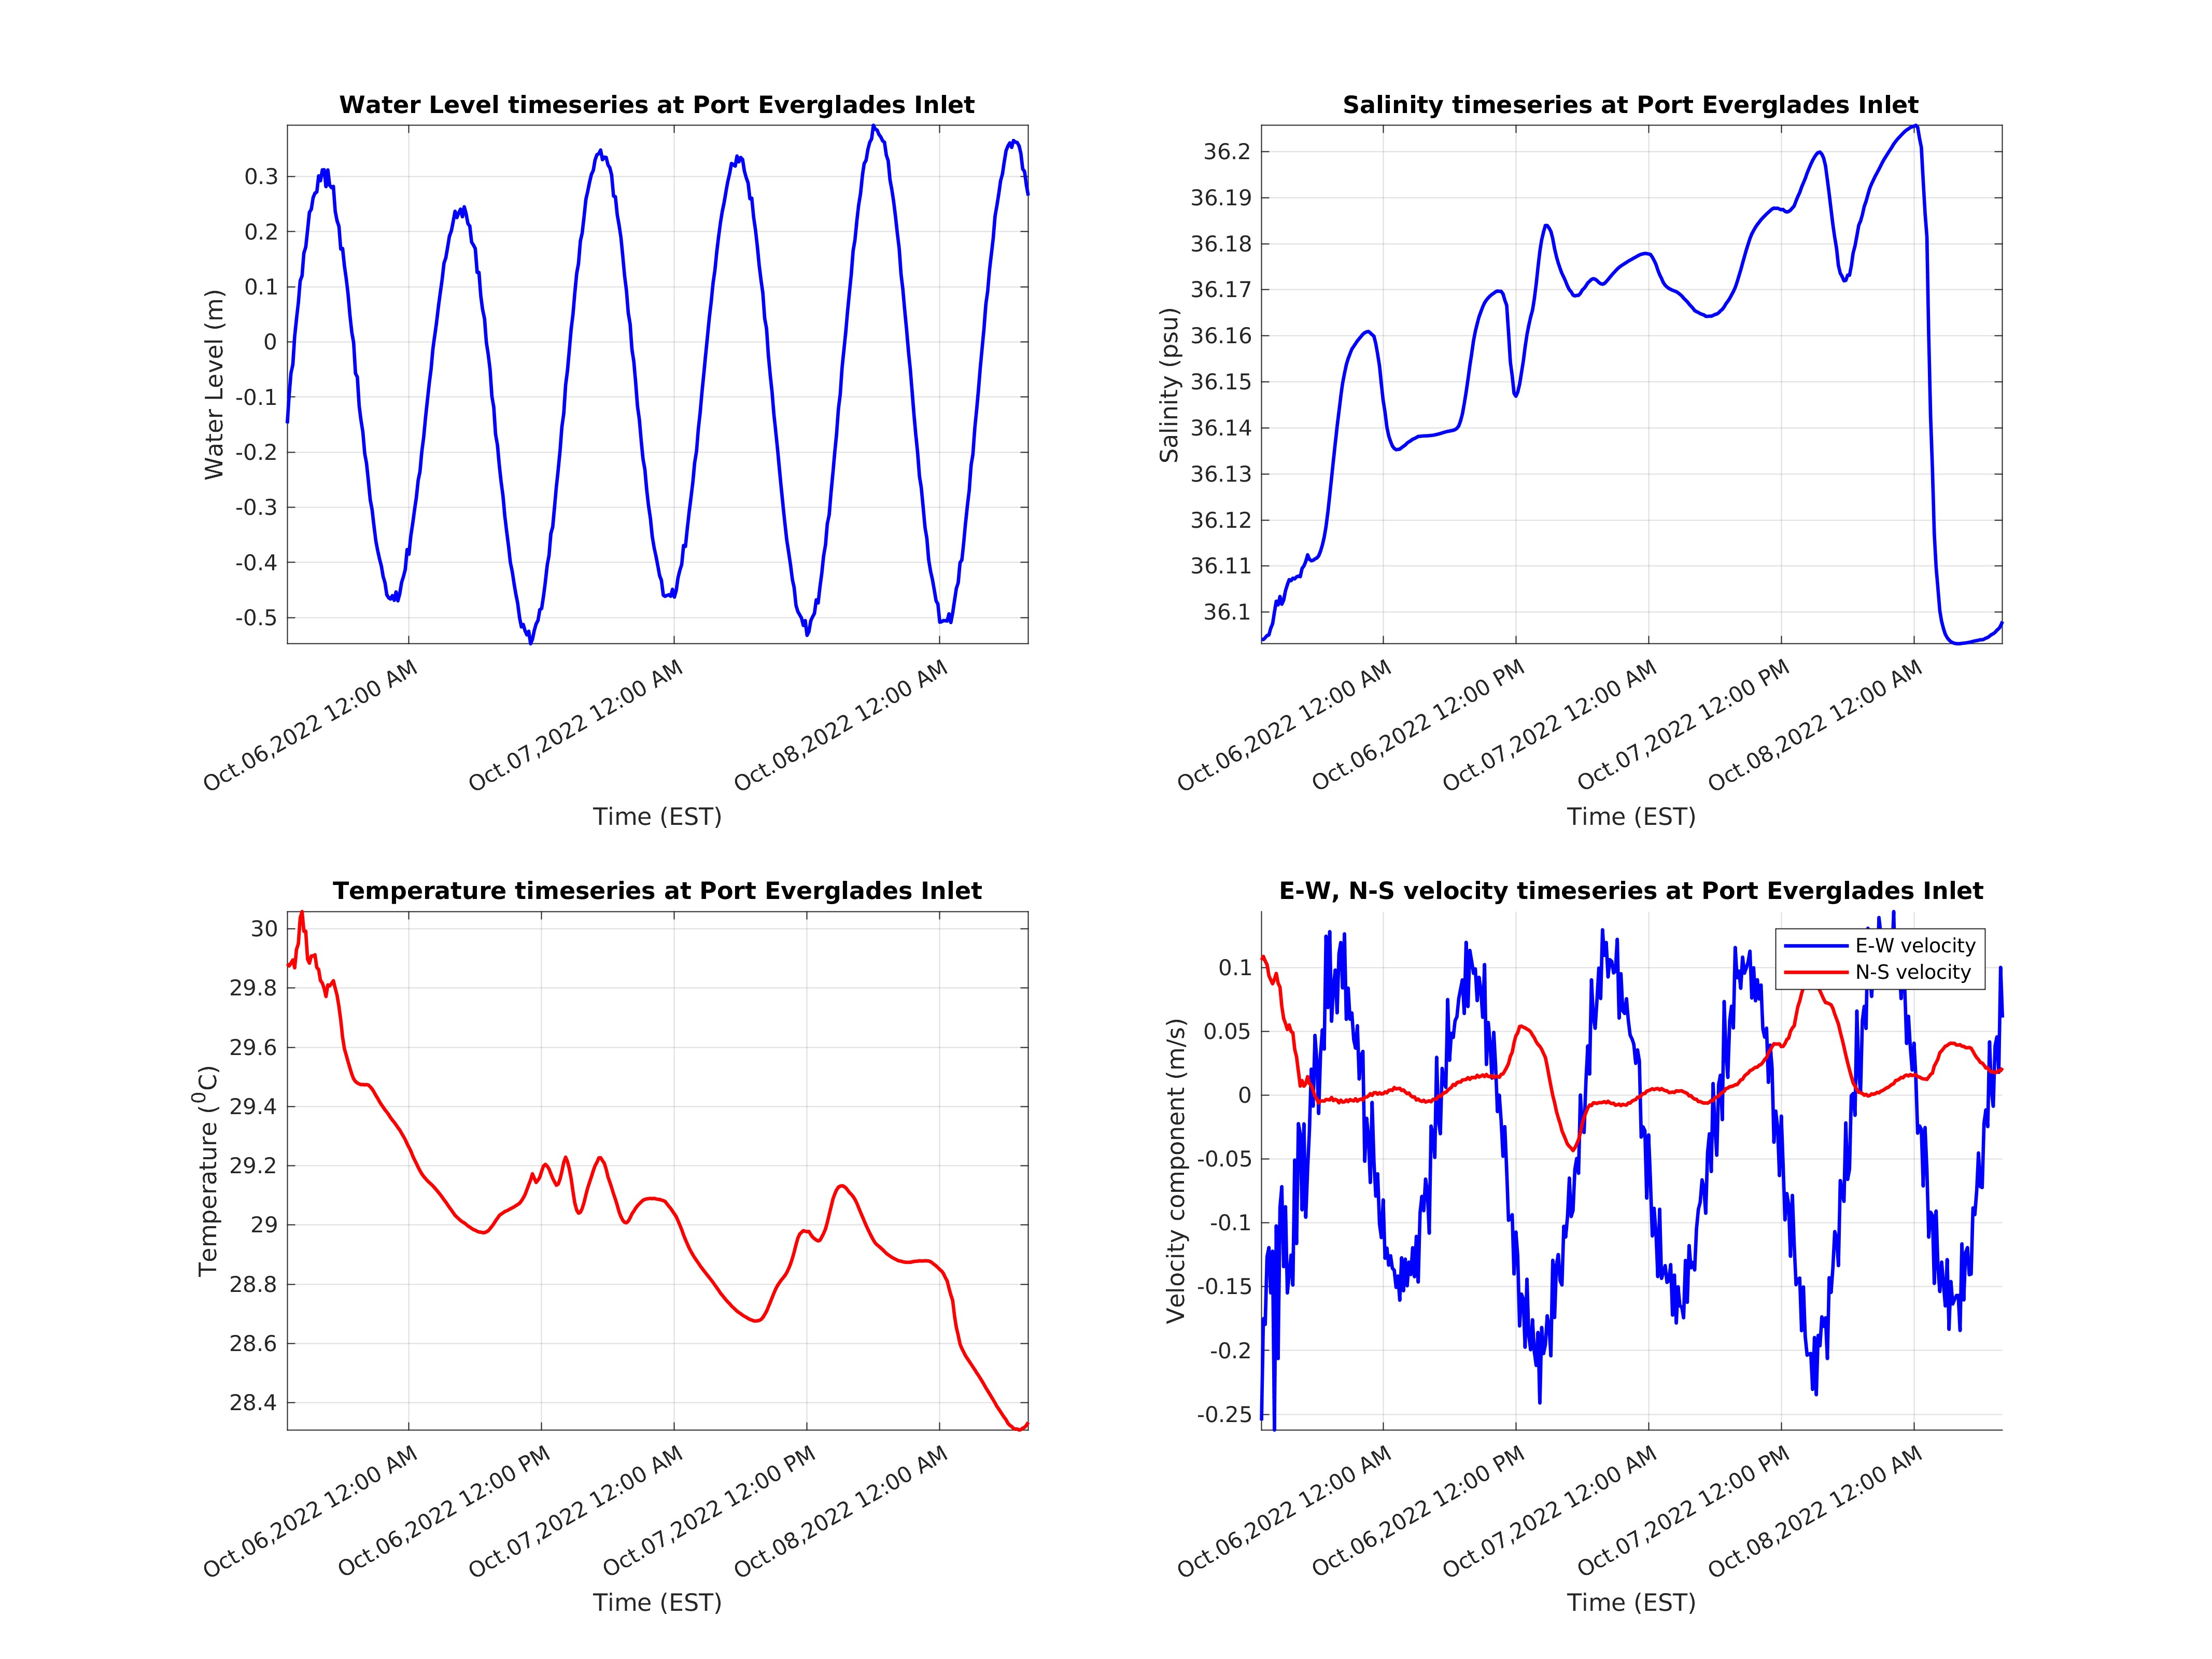 Water Level timeseries at Port Everglades Inlet
Water Level (m)
0.3
0.2
0.1
0
-0.1
-0.2
-0.3
-0.4
-0.5
Oct.06,2022 12:00 AM
Oct.07,2022 12:00 AM
Oct.08,2022 12:00 AM
Time (EST)
Salinity timeseries at Port Everglades Inlet
Salinity (psu)
36.2
36.19
36.18
36.17
36.16
36.15
36.14
36.13
36.12
36.11
36.1
Oct.06,2022 12:00 AM
Oct.06,2022 12:00 PM
Oct.07,2022 12:00 AM
Oct.07,2022 12:00 PM
Oct.08,2022 12:00 AM
Time (EST)
Temperature timeseries at Port Everglades Inlet
Temperature (⁰C)
30
29.8
29.6
29.4
29.2
29
28.8
28.6
28.4
Oct.06,2022 12:00 AM
Oct.06,2022 12:00 PM
Oct.07,2022 12:00 AM
Oct.07,2022 12:00 PM
Oct.08,2022 12:00 AM
Time (EST)
E-W, N-S velocity timeseries at Port Everglades Inlet
E-W velocity
N-S velocity
Velocity component (m/s)
0.1
0.05
0
-0.05
-0.1
-0.15
-0.2
-0.25
Oct.06,2022 12:00 AM
Oct.06,2022 12:00 PM
Oct.07,2022 12:00 AM
Oct.07,2022 12:00 PM
Oct.08,2022 12:00 AM
Time (EST)